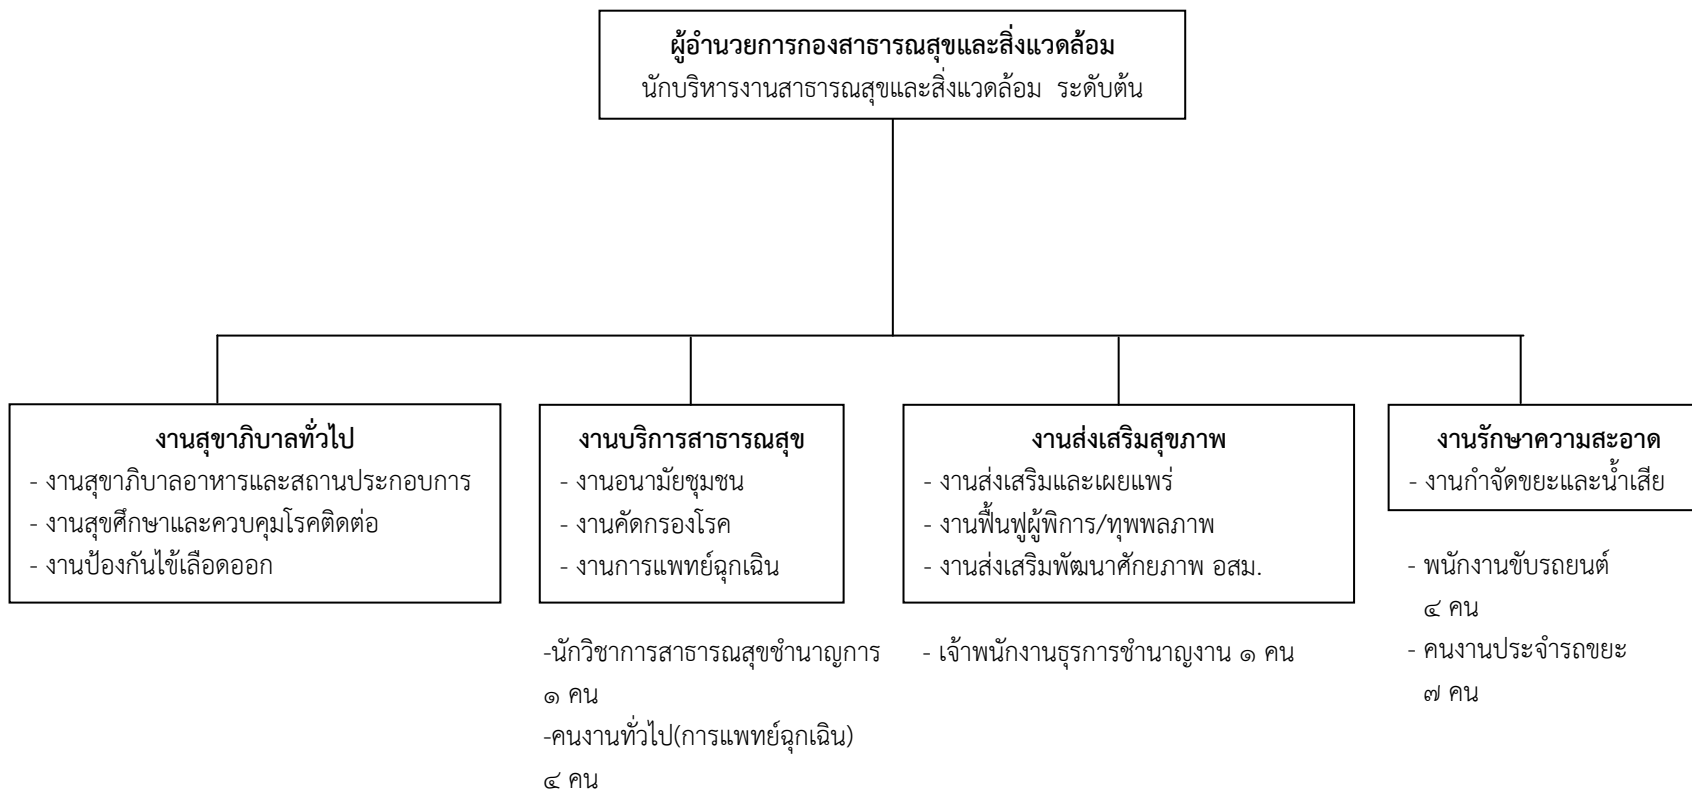 ผู้อำนวยการกองสาธารณสุขและสิ่งแวดล้อม
นักบริหารงานสาธารณสุขและสิ่งแวดล้อม ระดับต้น
งานสุขาภิบาลทั่วไป
- งานสุขาภิบาลอาหารและสถานประกอบการ
- งานสุขศึกษาและควบคุมโรคติดต่อ
- งานป้องกันไข้เลือดออก
งานบริการสาธารณสุข
- งานอนามัยชุมชน
- งานคัดกรองโรค
- งานการแพทย์ฉุกเฉิน
-นักวิชาการสาธารณสุขชำนาญการ
๑ คน
-คนงานทั่วไป(การแพทย์ฉุกเฉิน)
๔ คน
งานส่งเสริมสุขภาพ
- งานส่งเสริมและเผยแพร่
- งานฟื้นฟูผู้พิการ/ทุพพลภาพ
- งานส่งเสริมพัฒนาศักยภาพ อสม.
- เจ้าพนักงานธุรการชำนาญงาน ๑ คน
งานรักษาความสะอาด
- งานกำจัดขยะและน้ำเสีย
- พนักงานขับรถยนต์
๔ คน
- คนงานประจำรถขยะ
๗ คน